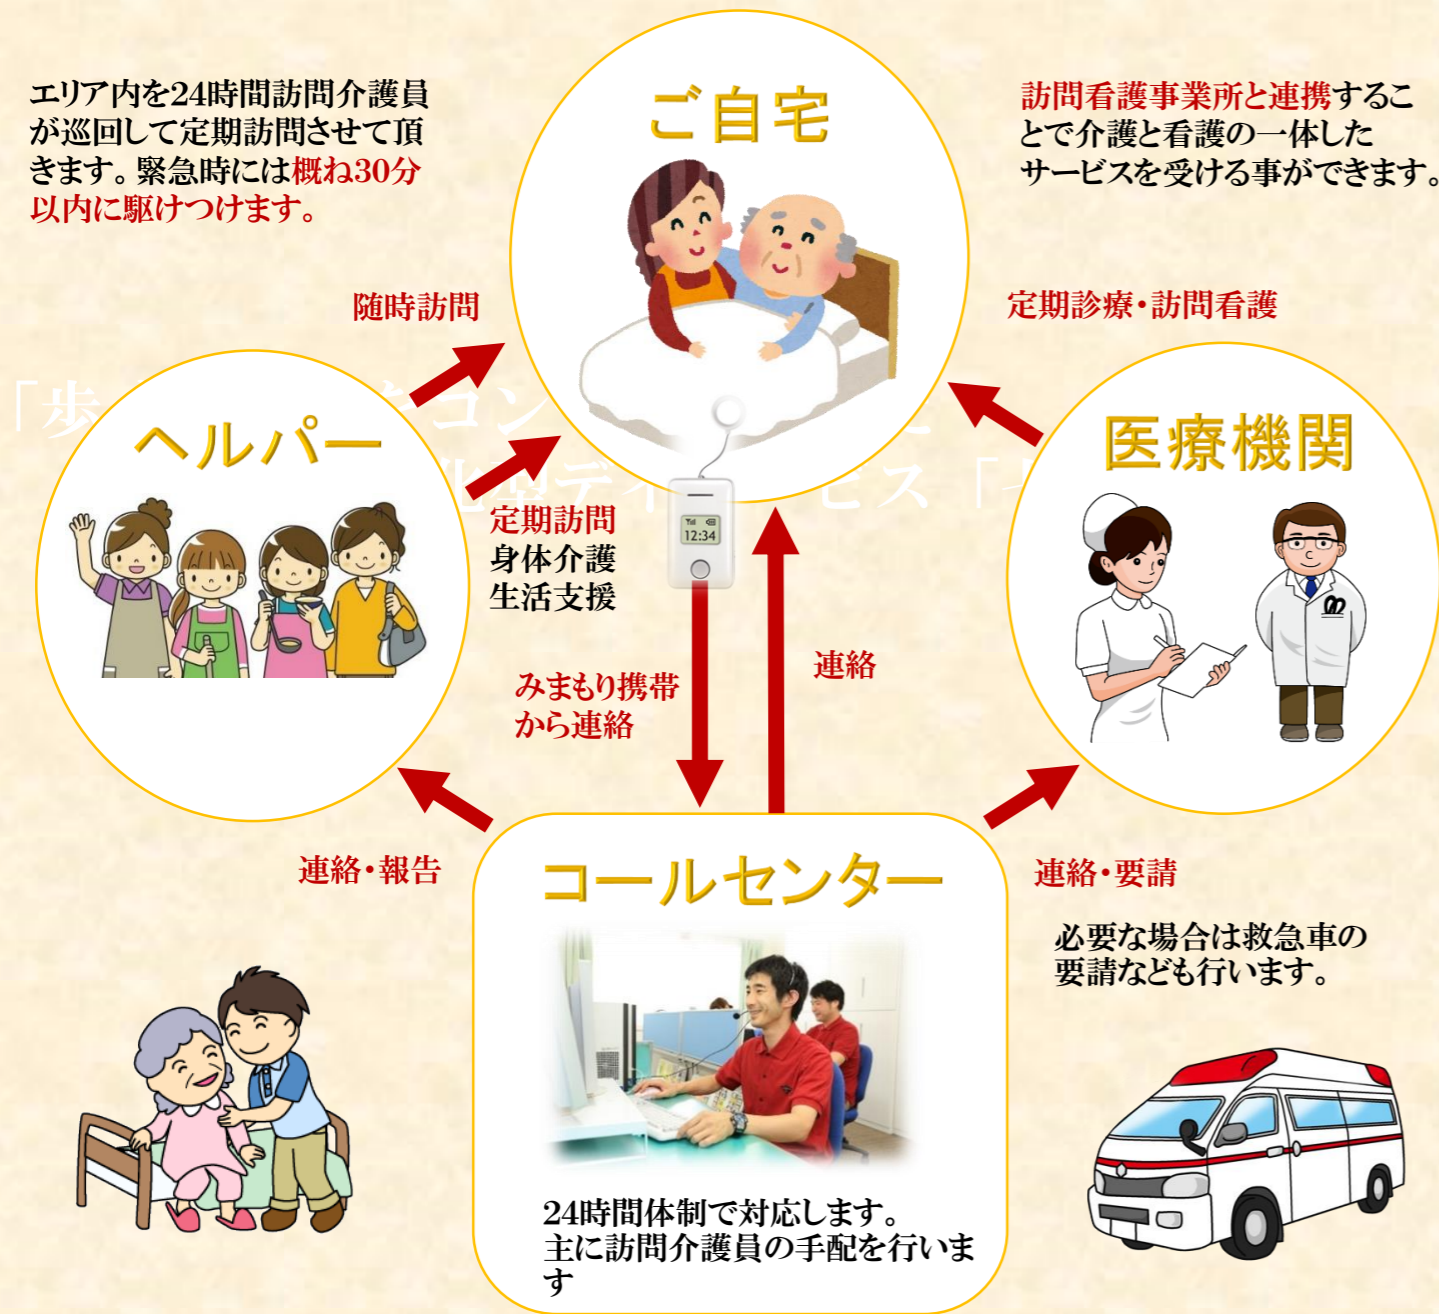 エリア内を24時間訪問介護員
が巡回して定期訪問させて頂
きます。緊急時には概ね30分
以内に駆けつけます。
ご自宅
訪問看護事業所と連携するこ
とで介護と看護の一体した
サービスを受ける事ができます。
随時訪問
定期診療・訪問看護
「歩
コン
ヘルパー
医療機関
ビス「
12:34
定期訪問
身体介護
生活支援
みまもり携帯
から連絡
連絡
連絡・報告
コールセンター
連絡・要請
必要な場合は救急車の
要請なども行います。
24時間体制で対応します。
主に訪問介護員の手配を行いま
す